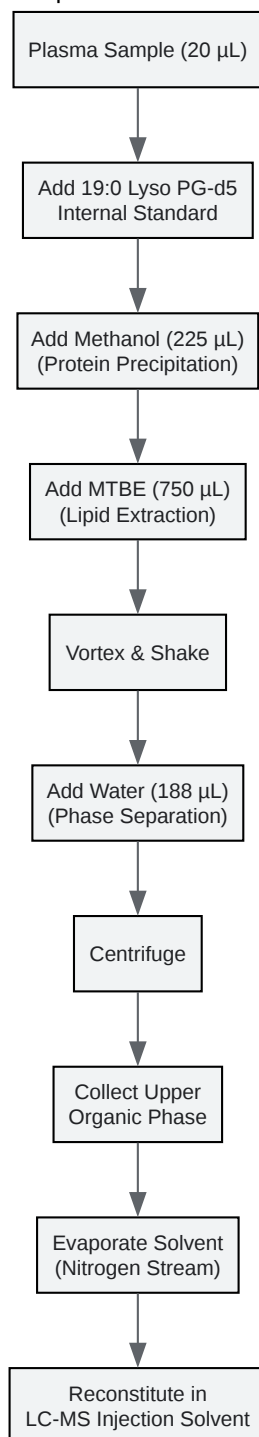 Plasma Sample (20 µL)
Add 19:0 Lyso PG-d5
Internal Standard
Add Methanol (225 µL)
(Protein Precipitation)
Add MTBE (750 µL)
(Lipid Extraction)
Vortex & Shake
Add Water (188 µL)
(Phase Separation)
Centrifuge
Collect Upper
Organic Phase
Evaporate Solvent
(Nitrogen Stream)
Reconstitute in
LC-MS Injection Solvent